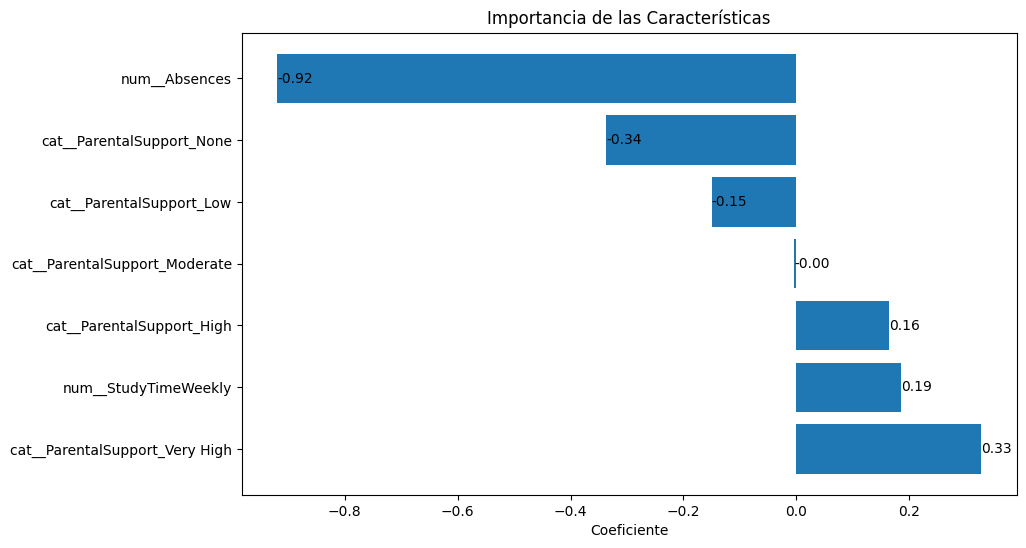 Importancia de las Características
num__Absences
-0.92
cat__ParentalSupport_None
-0.34
cat__ParentalSupport_Low
-0.15
cat__ParentalSupport_Moderate
-0.00
cat__ParentalSupport_High
0.16
num__StudyTimeWeekly
0.19
cat__ParentalSupport_Very High
0.33
−0.8 −0.6 −0.4 −0.2 0.0 0.2
Coeficiente